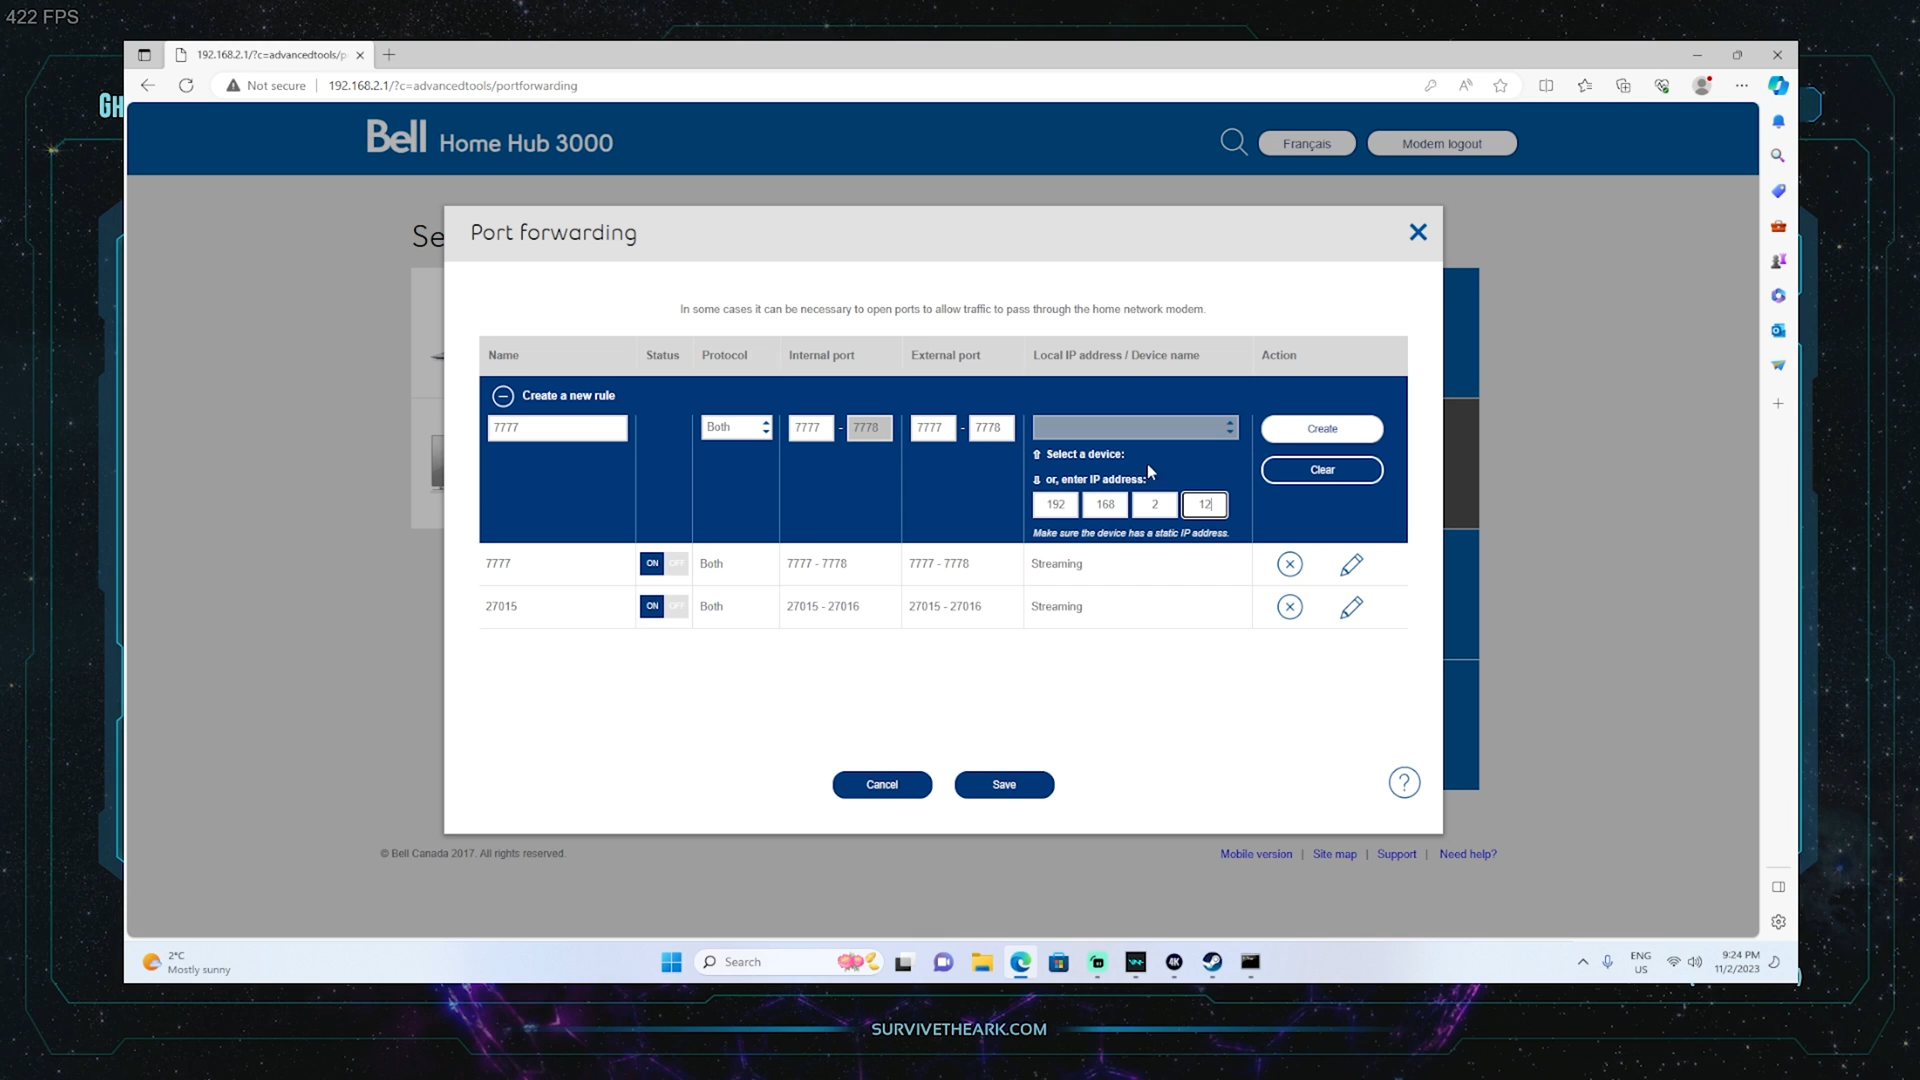 422 FPS
192.168.2.1/?c=advancedtools/p
Not secure
192.168.2.1/?c=advancedtools/portforwarding
GH
Bell Home Hub 3000
Français
Modem logout
Se
Port forwarding
In some cases it can be necessary to open ports to allow traffic to pass through the home network modem.
Name Status Protocol Internal port External port Local IP address / Device name Action
Create a new rule
7777 Both 7777 - 7778 7777 - 7778 Create
Select a device:
Clear
or, enter IP address:
192 168 2 12
Make sure the device has a static IP address.
7777 ON OFF Both 7777 - 7778 7777 - 7778 Streaming
27015 ON OFF Both 27015 - 27016 27015 - 27016 Streaming
Cancel Save
?
© Bell Canada 2017. All rights reserved.
Mobile version | Site map | Support | Need help?
2°C
Mostly sunny
Search
4K
ENG
US
9:24 PM
11/2/2023
SURVIVETHEARK.COM